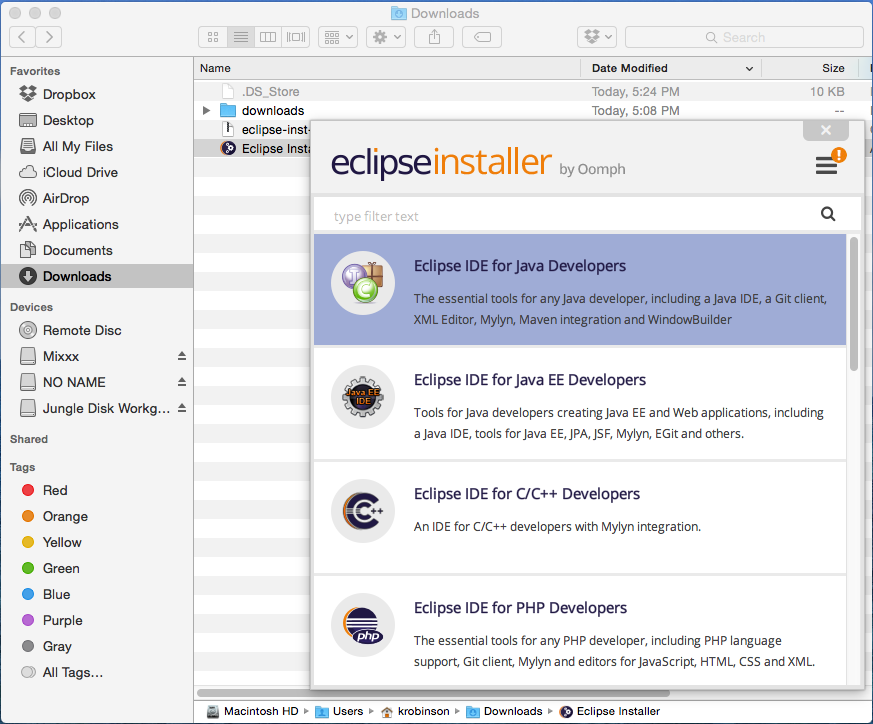 Downloads
Search
Favorites
Dropbox
Desktop
All My Files
iCloud Drive
AirDrop
Applications
Documents
Downloads
Devices
Remote Disc
Mixxx
NO NAME
Jungle Disk Workg...
Shared
Tags
Red
Orange
Yellow
Green
Blue
Purple
Gray
All Tags...
Name Date Modified Size
.DS_Store Today, 5:24 PM 10 KB
downloads Today, 5:08 PM --
eclipse-inst-
Eclipse Insta
eclipseinstaller by Oomph
type filter text
Eclipse IDE for Java Developers
The essential tools for any Java developer, including a Java IDE, a Git client,
XML Editor, Mylyn, Maven integration and WindowBuilder
Java EE
IDE
Eclipse IDE for Java EE Developers
Tools for Java developers creating Java EE and Web applications, including
a Java IDE, tools for Java EE, JPA, JSF, Mylyn, EGit and others.
C++
Eclipse IDE for C/C++ Developers
An IDE for C/C++ developers with Mylyn integration.
php
Eclipse IDE for PHP Developers
The essential tools for any PHP developer, including PHP language
support, Git client, Mylyn and editors for JavaScript, HTML, CSS and XML.
Macintosh HD Users krobinson Downloads Eclipse Installer